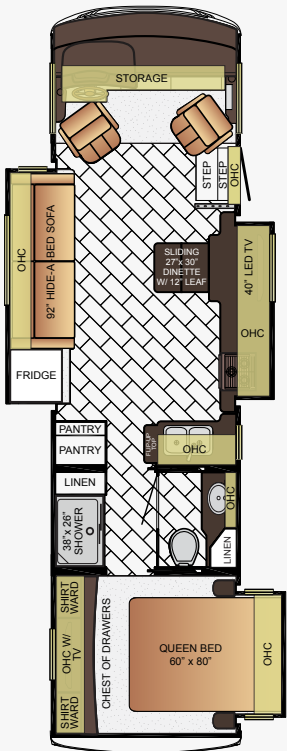 STORAGE
STEP
STEP
OHC
OHC
92" HIDE-A-BED SOFA
SLIDING
27"x 30"
DINETTE
W/ 12" LEAF
40" LED TV
OHC
FRIDGE
PANTRY
PANTRY
FLIP-UP
TOP
OHC
LINEN
38"x 26"
SHOWER
OHC
LINEN
SHIRT
WARD
OHC W/
TV
SHIRT
WARD
CHEST OF DRAWERS
QUEEN BED
60" x 80"
OHC